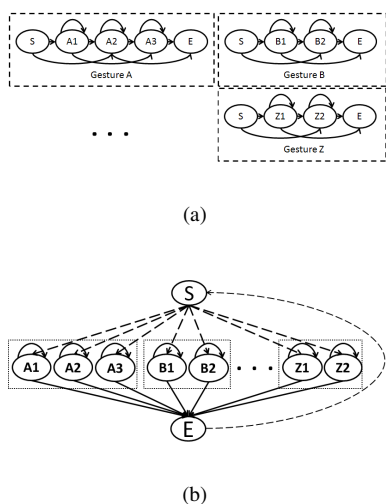 S A1 A2 A3 E S B1 B2 E
Gesture A Gesture B
S Z1 Z2 E
Gesture Z
. . .
(a)
S
A1 A2 A3 B1 B2 . . . Z1 Z2
E
(b)